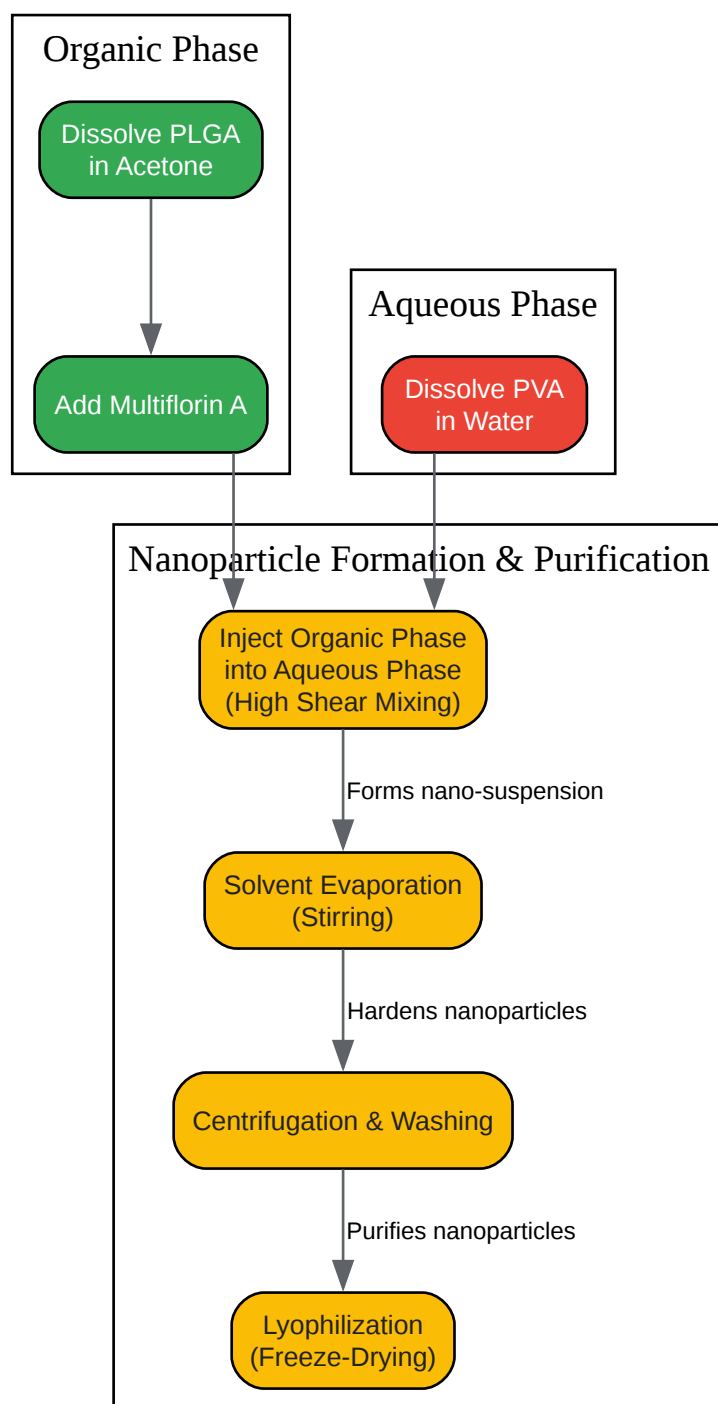 Organic Phase
Dissolve PLGA
in Acetone
Add Multiflorin A
Aqueous Phase
Dissolve PVA
in Water
Nanoparticle Formation & Purification
Inject Organic Phase
into Aqueous Phase
(High Shear Mixing)
Forms nano-suspension
Solvent Evaporation
(Stirring)
Hardens nanoparticles
Centrifugation & Washing
Purifies nanoparticles
Lyophilization
(Freeze-Drying)